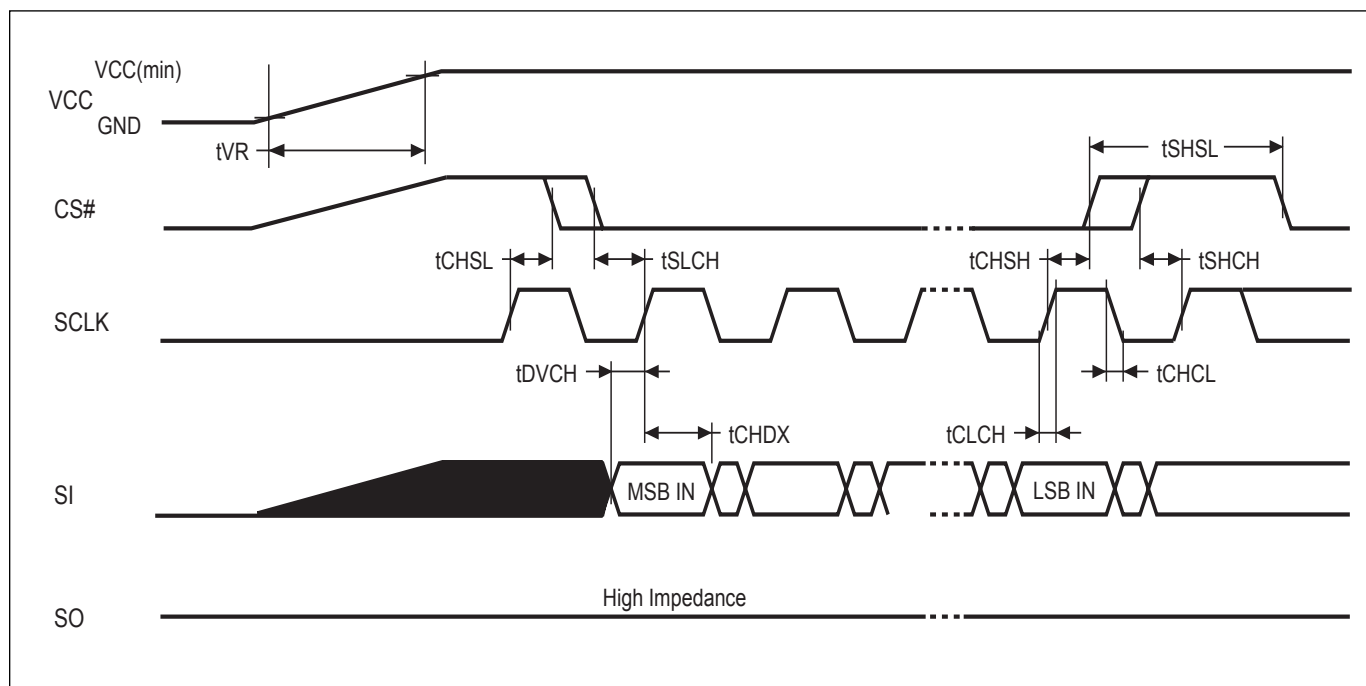 VCC(min)
VCC
GND
tVR
tSHSL
CS#
tCHSL
tSLCH
tCHSH
tSHCH
SCLK
tDVCH
tCHCL
tCHDX
tCLCH
SI
MSB IN
LSB IN
High Impedance
SO